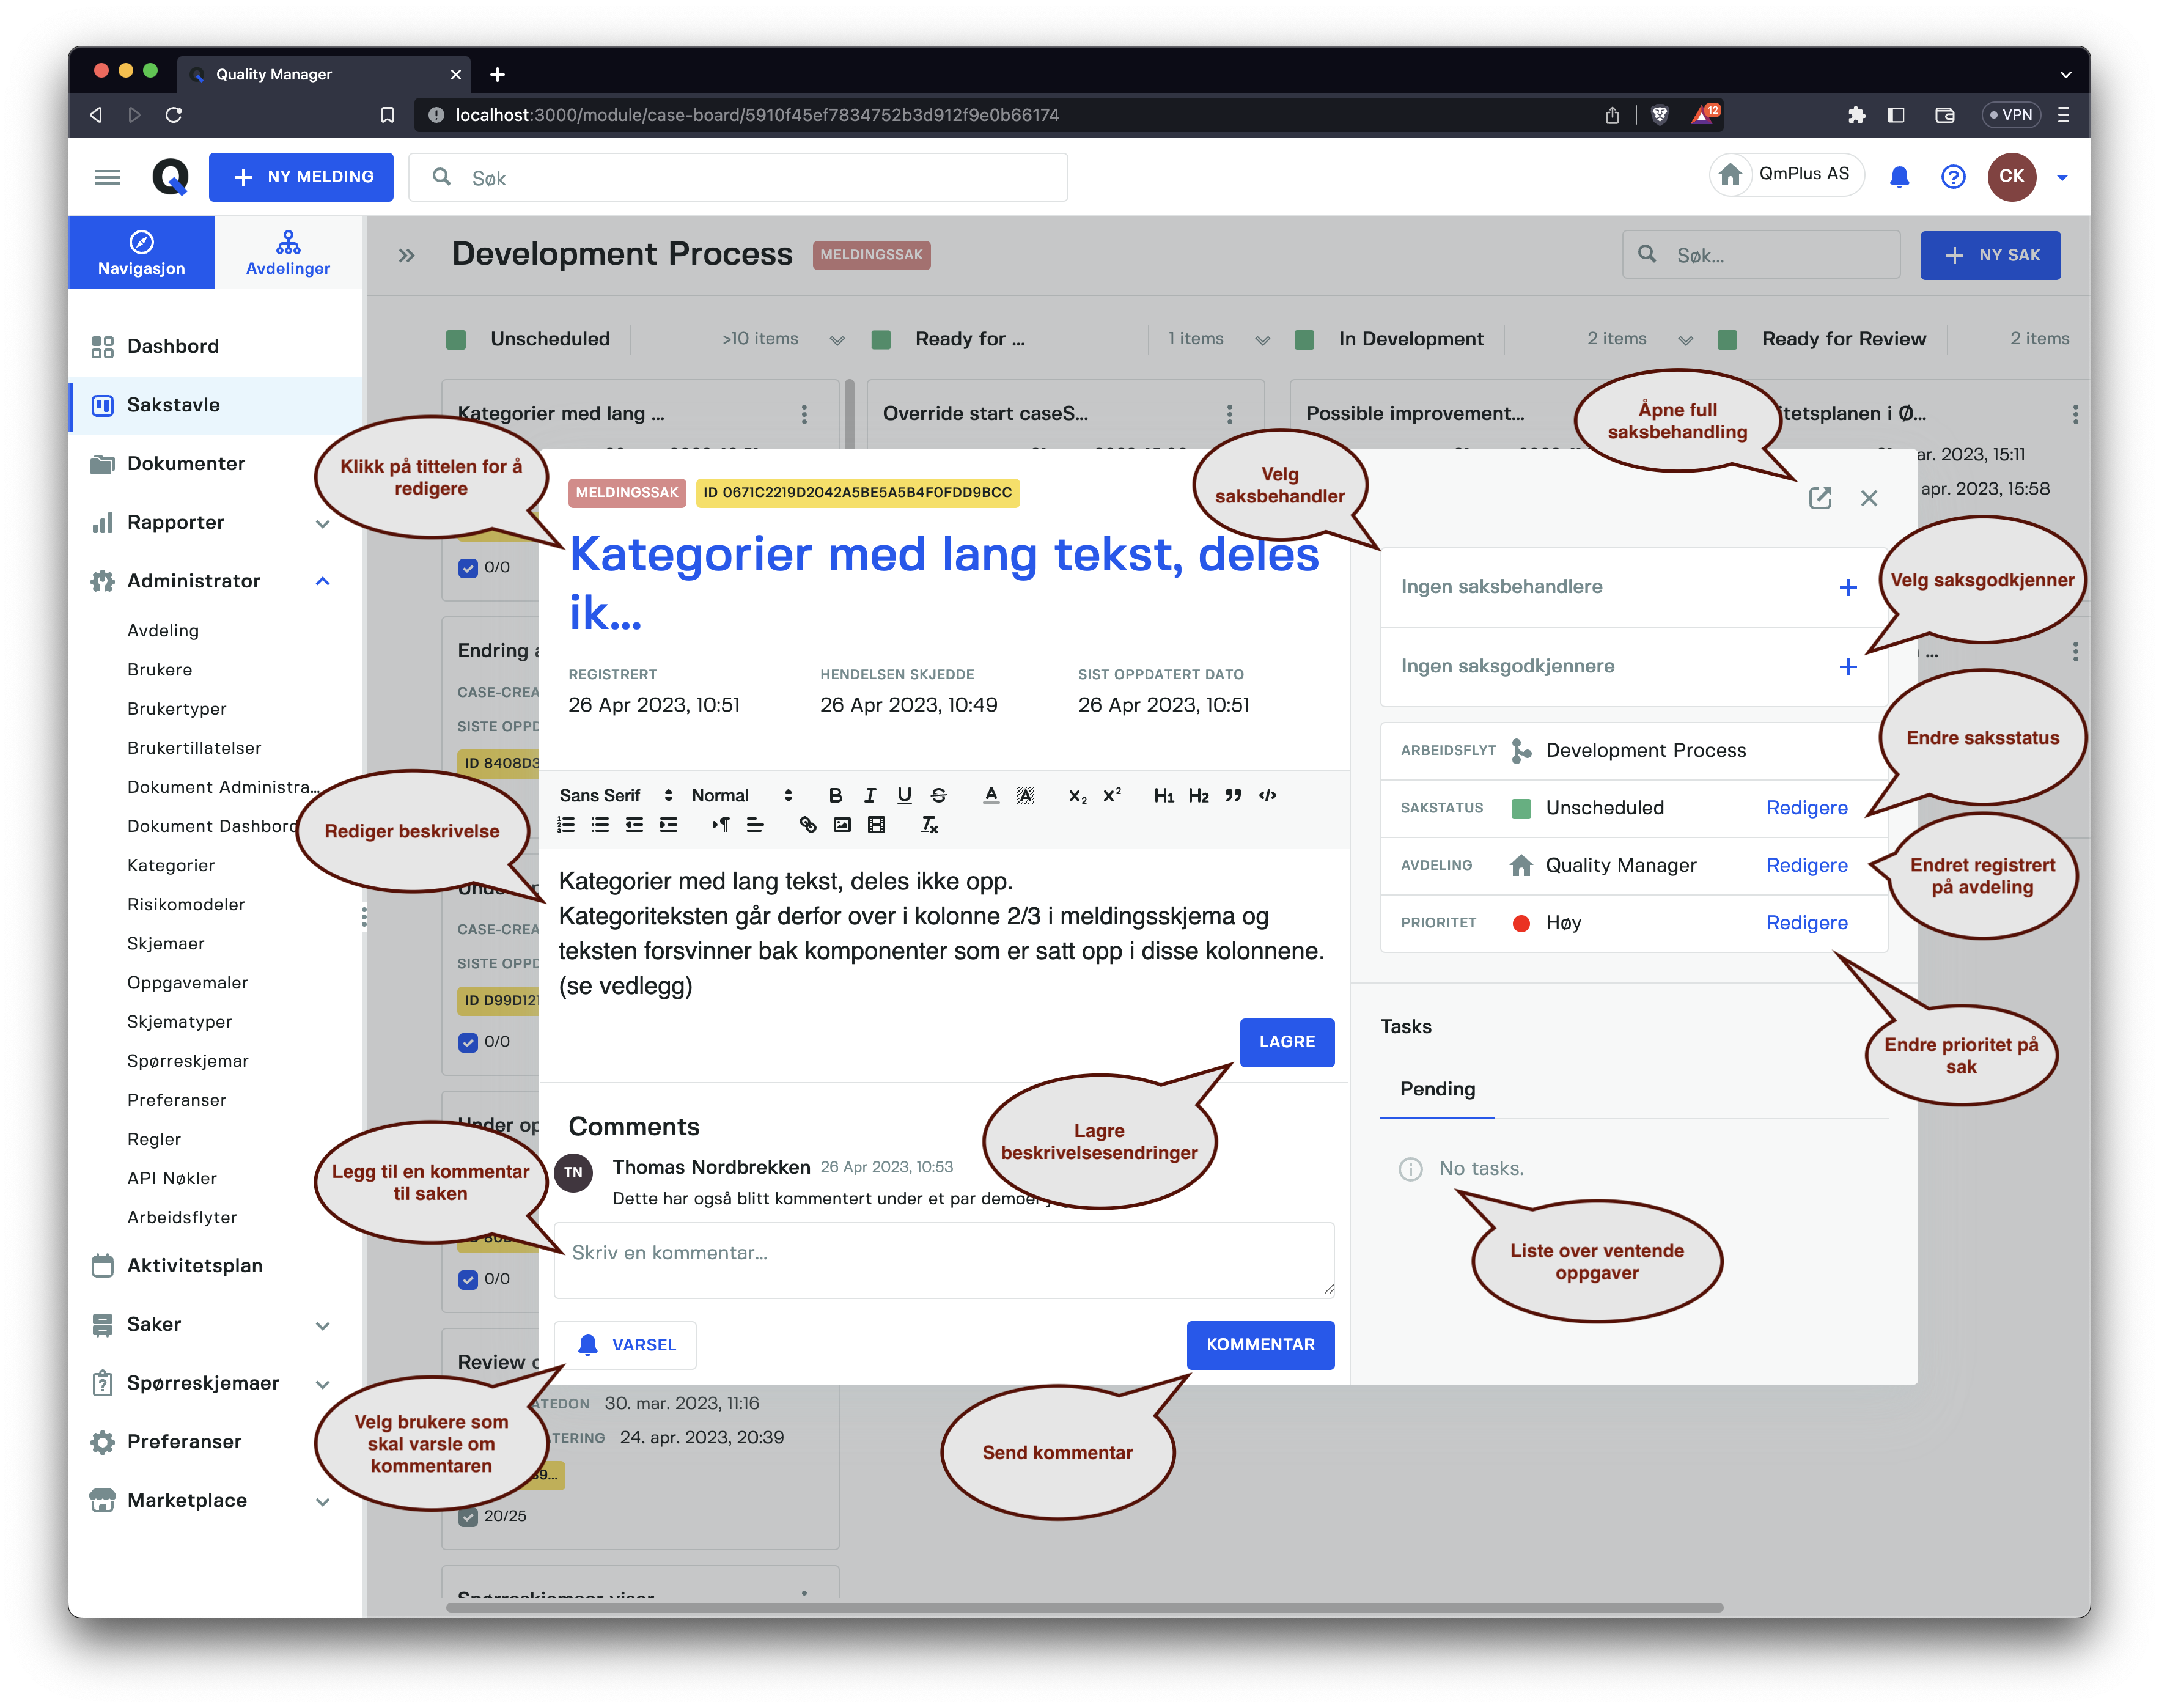 Quality Manager
localhost:3000/module/case-board/5910f45ef7834752b3d912f9e0b66174
12
VPN
NY MELDING
Søk
QmPlus AS
CK
Navigasjon
Avdelinger
Dashbord
Sakstavle
Dokumenter
Rapporter
Administrator
Avdeling
Brukere
Brukertyper
Brukertillatelser
Dokument Administra...
Dokument Dashbord
Kategorier
Risikomodeler
Skjemaer
Oppgavemaler
Skjematyper
Spørreskjemar
Preferanser
Regler
API Nøkler
Arbeidsflyter
Aktivitetsplan
Saker
Spørreskjemaer
Preferanser
Marketplace
Development Process
MELDINGSSAK
Søk...
NY SAK
Unscheduled
>10 items
Ready for ...
1 items
In Development
2 items
Ready for Review
2 items
Kategorier med lang ...
0/0
Endring
CASE-CREA
SISTE OPPD
ID 8408D3
CASE-CREA
SISTE OPPD
ID D99D121
0/0
Under op
0/0
Review
ATEDON
30. mar. 2023, 11:16
TERING
24. apr. 2023, 20:39
20/25
Override start caseS...
Possible improvement...
itetsplanen i Ø...
ar. 2023, 15:11
apr. 2023, 15:58
...
MELDINGSSAK
ID 0671C2219D2042A5BE5A5B4F0FDD9BCC
Kategorier med lang tekst, deles
ik...
REGISTRERT
26 Apr 2023, 10:51
HENDELSEN SKJEDDE
26 Apr 2023, 10:49
SIST OPPDATERT DATO
26 Apr 2023, 10:51
Sans Serif
Normal
Kategorier med lang tekst, deles ikke opp.
Kategoriteksten går derfor over i kolonne 2/3 i meldingsskjema og
teksten forsvinner bak komponenter som er satt opp i disse kolonnene.
(se vedlegg)
LAGRE
Comments
TN
Thomas Nordbrekken
26 Apr 2023, 10:53
Dette har også blitt kommentert under et par demoer
Skriv en kommentar...
VARSEL
KOMMENTAR
Ingen saksbehandlere
Ingen saksgodkjennere
ARBEIDSFLYT
Development Process
SAKSTATUS
Unscheduled
Redigere
AVDELING
Quality Manager
Redigere
PRIORITET
Høy
Redigere
Tasks
Pending
No tasks.
Klikk på tittelen for å
redigere
Velg
saksbehandler
Åpne full
saksbehandling
Velg saksgodkjenner
Endre saksstatus
Endret registrert
på avdeling
Endre prioritet på
sak
Rediger beskrivelse
Lagre
beskrivelsesendringer
Legg til en kommentar
til saken
Liste over ventende
oppgaver
Velg brukere som
skal varsle om
kommentaren
Send kommentar